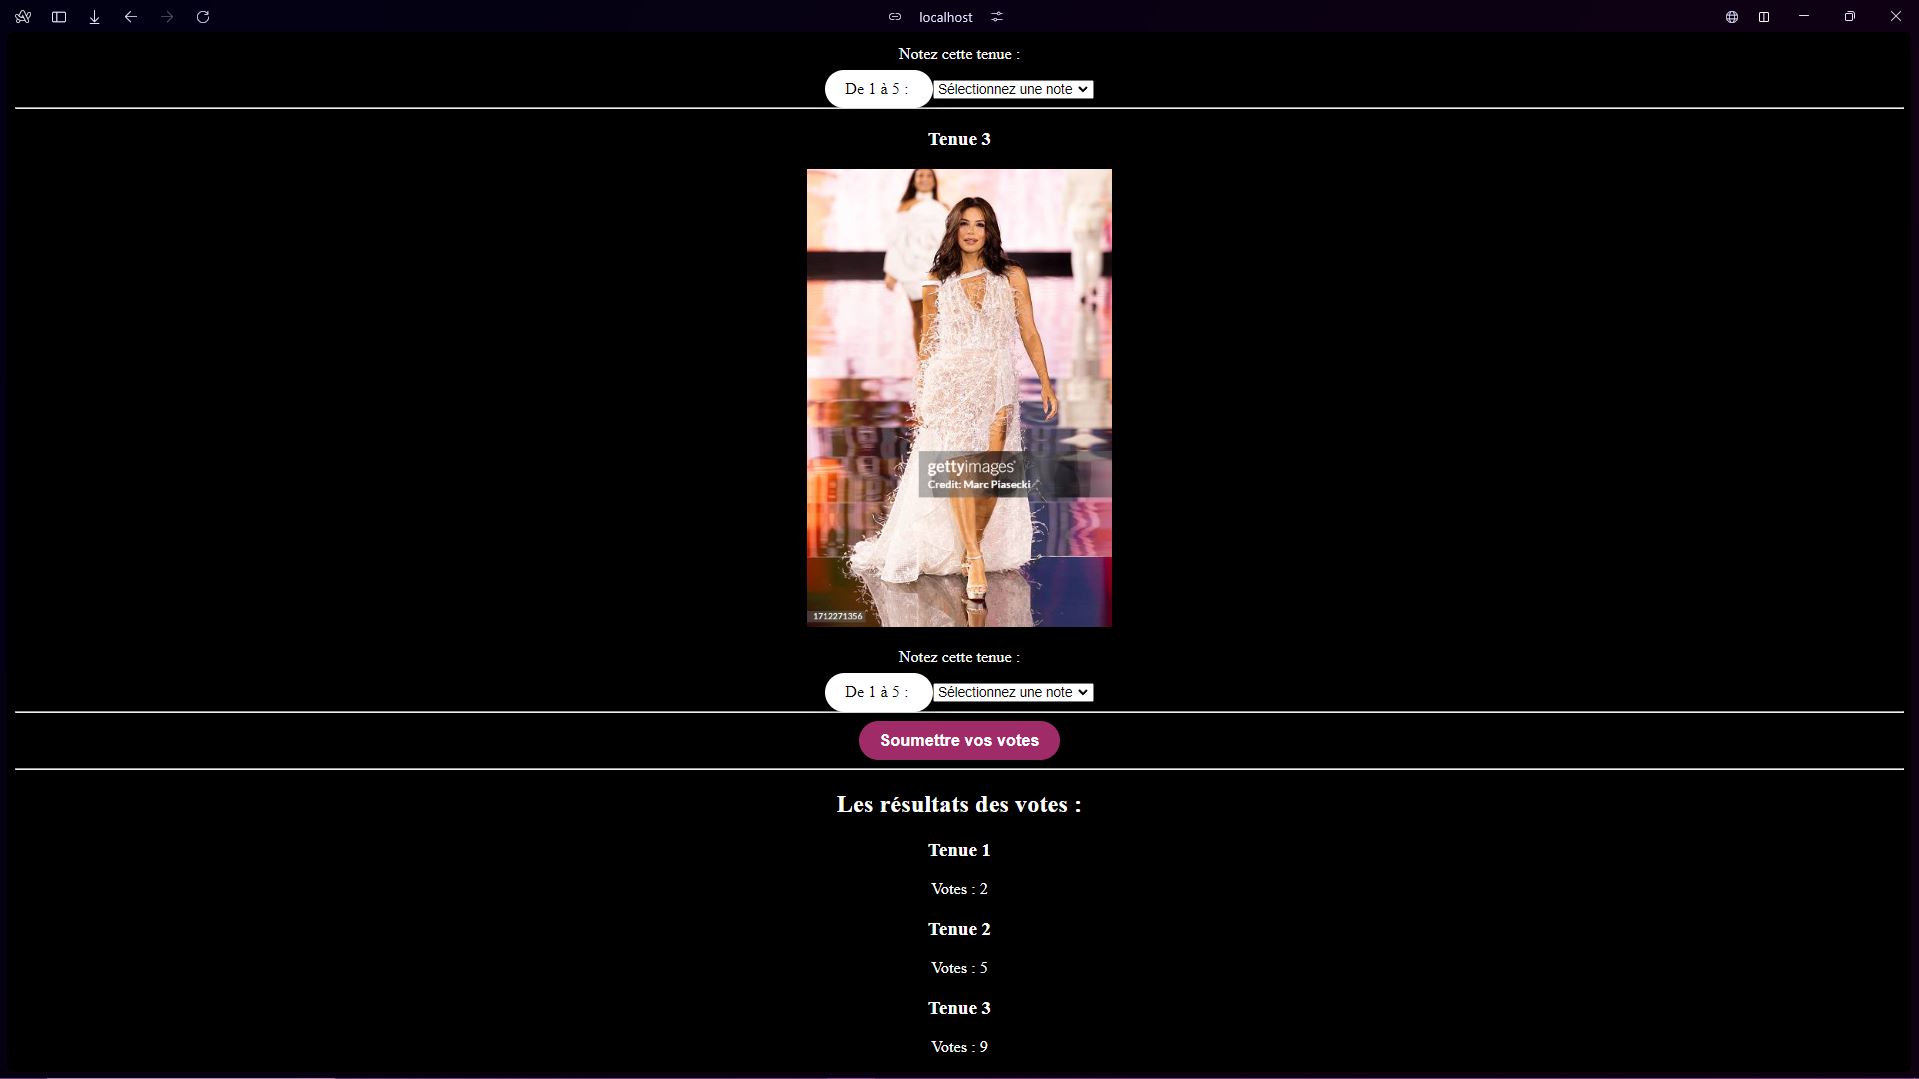 localhost
Notez cette tenue :
De 1 à 5 : Sélectionnez une note
Tenue 3
gettyimages
Credit: Marc Piasecki
1712271356
Notez cette tenue :
De 1 à 5 : Sélectionnez une note
Soumettre vos votes
Les résultats des votes :
Tenue 1
Votes : 2
Tenue 2
Votes : 5
Tenue 3
Votes : 9